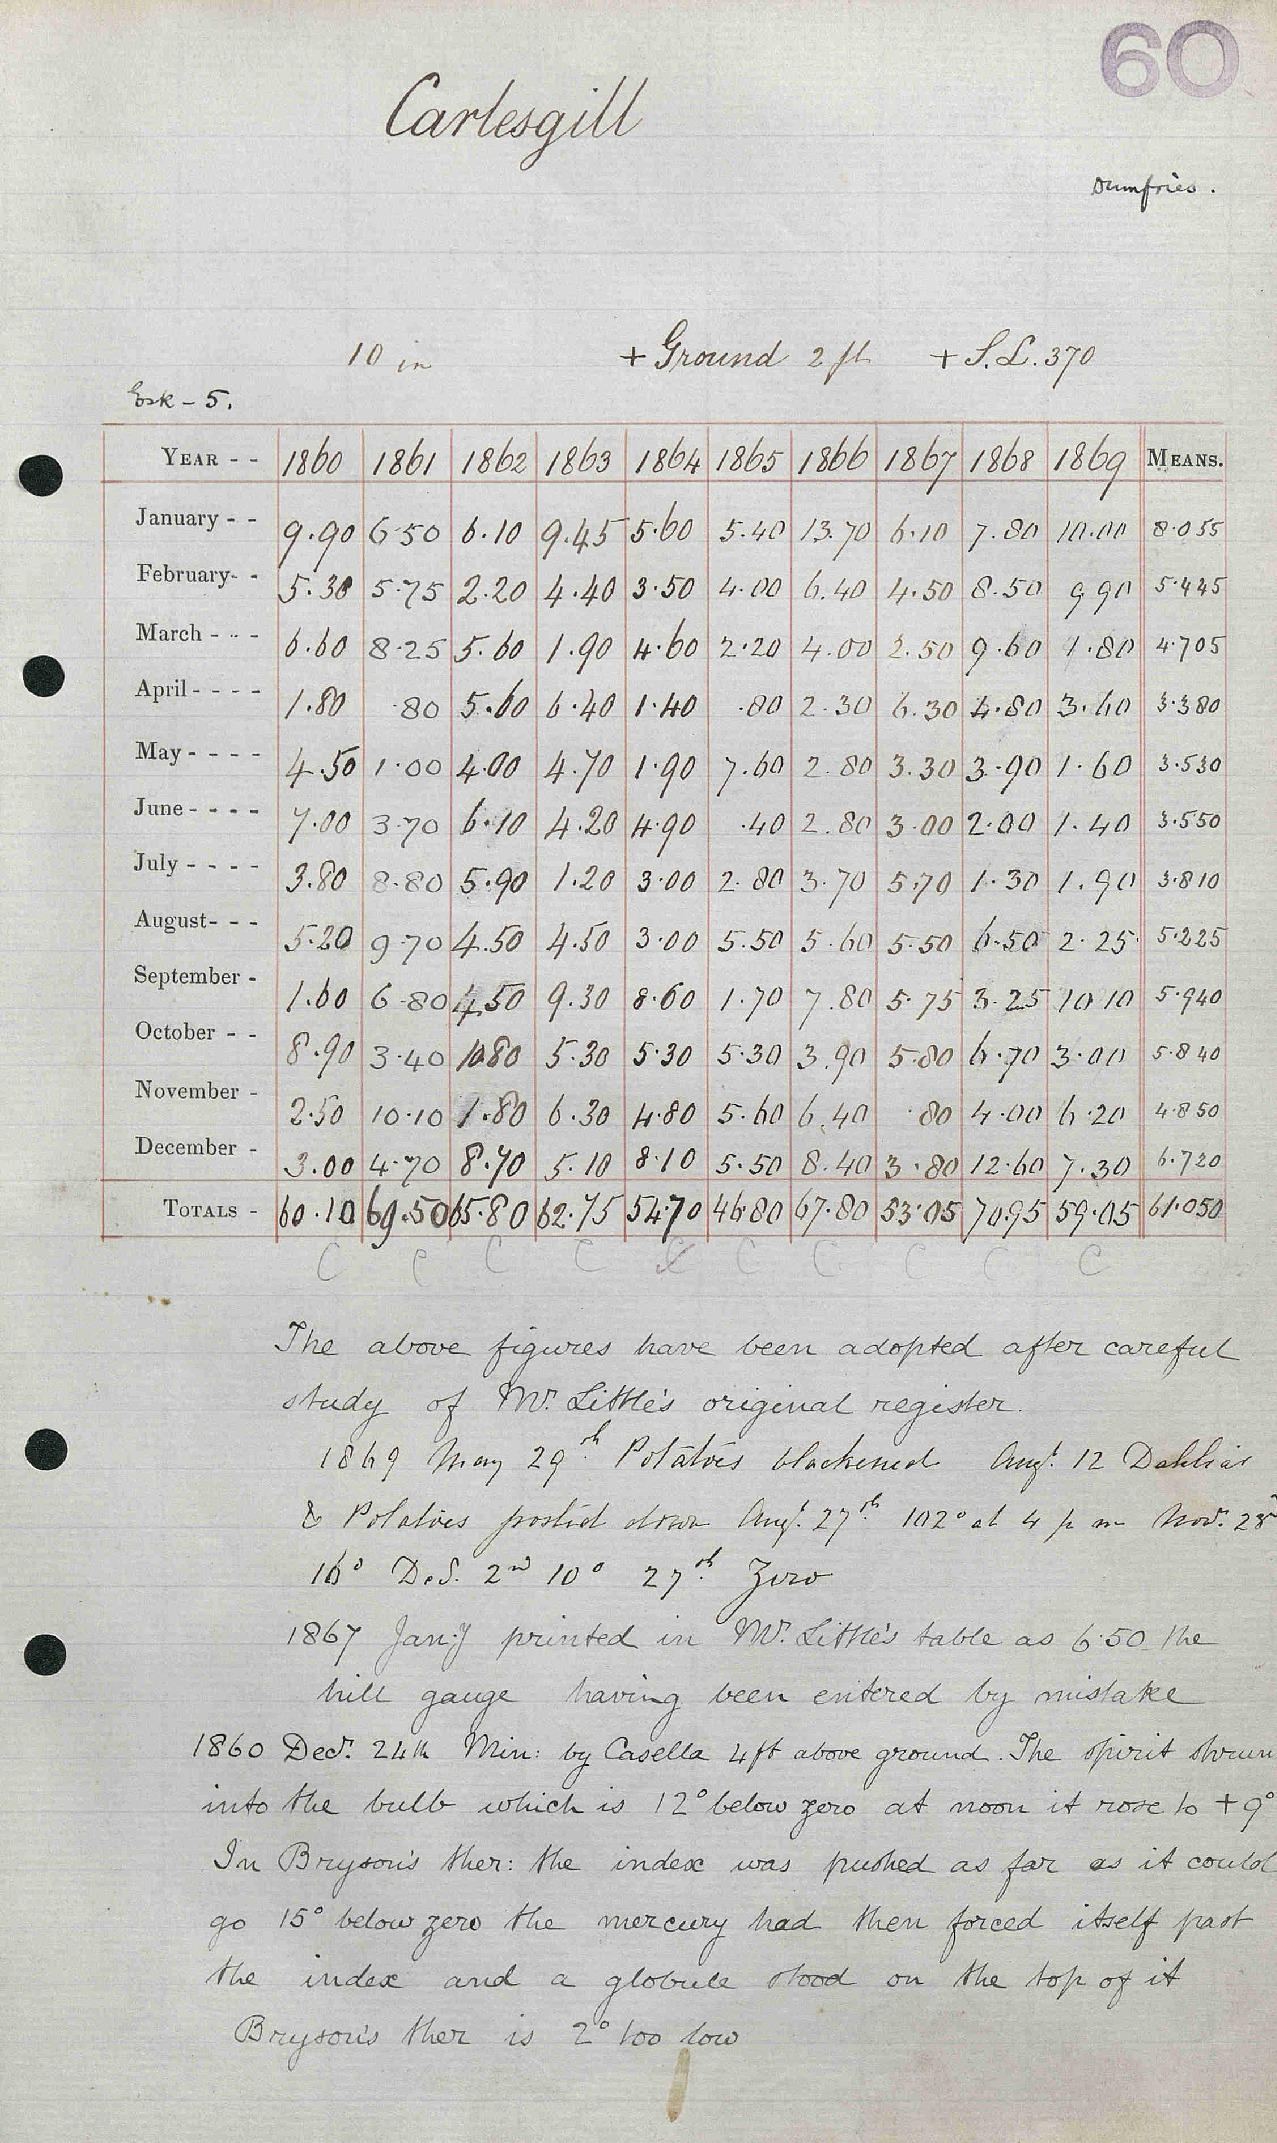 60
Carlesgill
Dumfries.
10 in + Ground 2 ft + S.L. 370
Esk - 5.
YEAR - - 1860 1861 1862 1863 1864 1865 1866 1867 1868 1869 MEANS.
January - - 9.90 6.50 6.10 9.45 5.60 5.40 13.70 6.10 7.80 10.00 8.055
February- - 5.30 5.75 2.20 4.40 3.50 4.00 6.40 4.50 8.50 9.90 5.445
March - - - 6.60 8.25 5.60 1.90 4.60 2.20 4.00 2.50 9.60 1.80 4.705
April - - - - 1.80 .80 5.60 6.40 1.40 .80 2.30 6.30 4.80 3.60 3.380
May - - - - 4.50 1.00 4.00 4.70 1.90 7.60 2.80 3.30 3.90 1.60 3.530
June - - - - 7.00 3.70 6.10 4.20 4.90 .40 2.80 3.00 2.00 1.40 3.550
July - - - - 3.80 8.80 5.90 1.20 3.00 2.80 3.70 5.70 1.30 1.90 3.810
August- - - 5.20 9.70 4.50 4.50 3.00 5.50 5.60 5.50 6.50 2.25 5.225
September - 1.60 6.80 4.50 9.30 8.60 1.70 7.80 5.75 3.25 10.10 5.940
October - - 8.90 3.40 10.80 5.30 5.30 5.30 3.90 5.80 6.70 3.00 5.840
November - 2.50 10.10 1.80 6.30 4.80 5.60 6.40 .80 4.00 6.20 4.850
December - 3.00 4.70 8.70 5.10 8.10 5.50 8.40 3.80 12.60 7.30 6.720
TOTALS - 60.10 69.50 65.80 62.75 54.70 46.80 67.80 53.05 70.95 59.05 61.050
C C C C C C C C C C
The above figures have been adopted after careful
study of Mr. Little's original register.
1869 May 29th Potatoes blackened Augt. 12 Dahlias
& Potatoes frosted down Augt. 27th 102° at 4 p m Novr.
16° Dec. 2nd 10° 27th Zero
1867 Jany printed in Mr. Little's table as 6.50 the
hill gauge having been entered by mistake
1860 Decr. 24th Min: by Casella 4ft above ground. The spirit shrun
into the bulb which is 12° below zero at noon it rose to + 9°
In Bryson's ther: the index was pushed as far as it could
go 15° below zero the mercury had then forced itself past
the index and a globule stood on the top of it
Bryson's ther is 2° too low